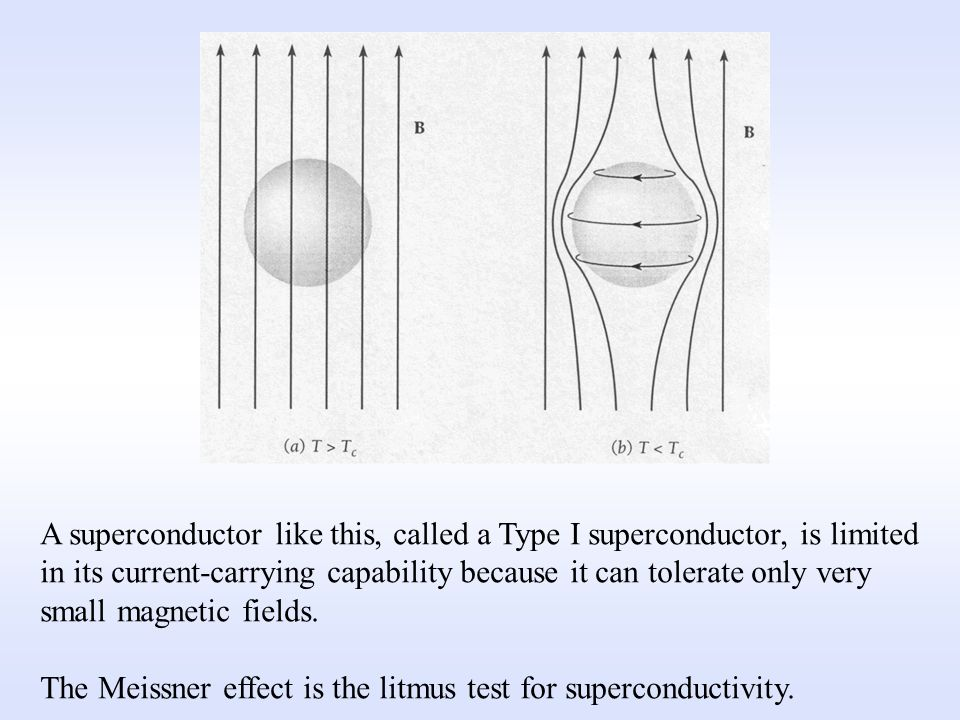 B
B
(a) T > Tc
(b) T < Tc
A superconductor like this, called a Type I superconductor, is limited
in its current-carrying capability because it can tolerate only very
small magnetic fields.
The Meissner effect is the litmus test for superconductivity.